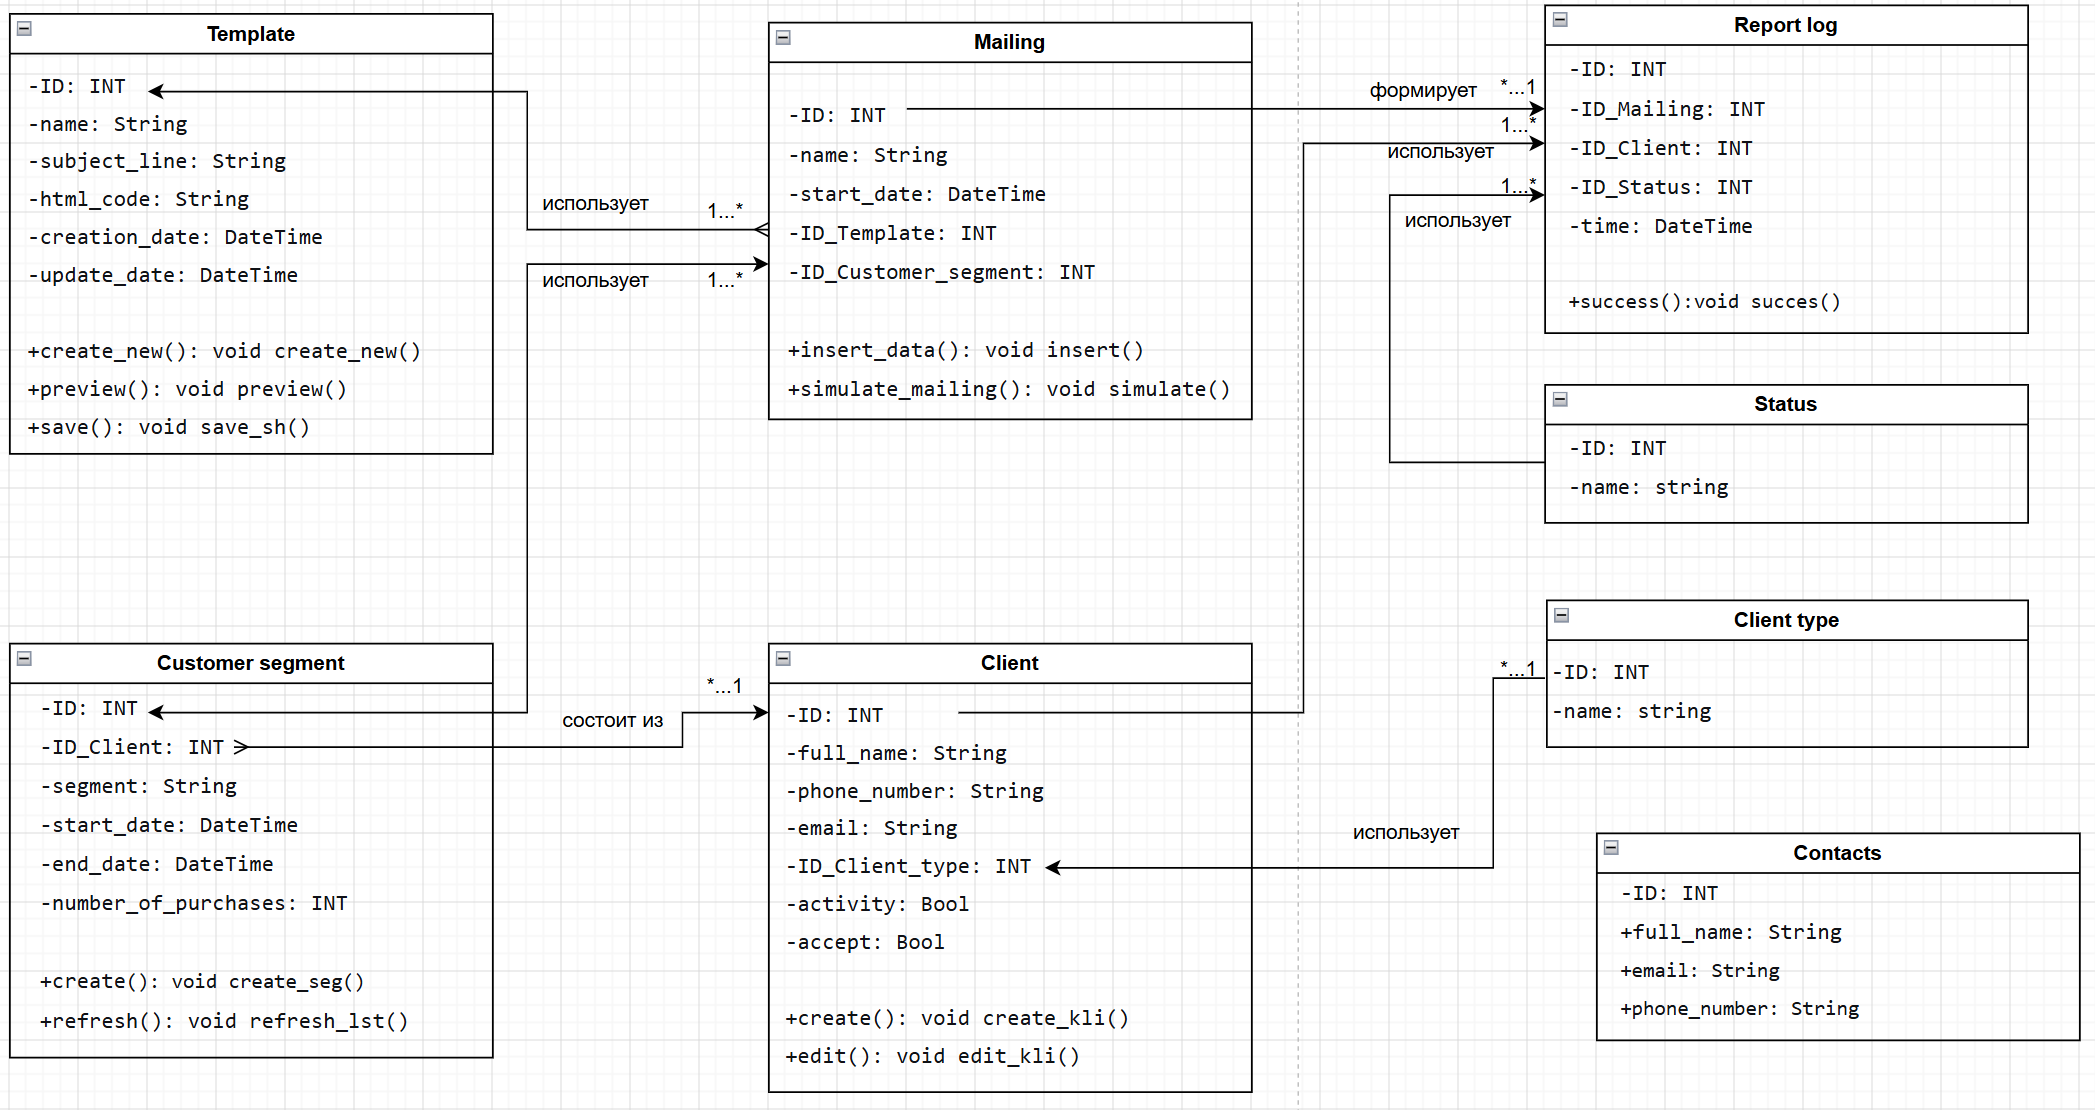 Template
-ID: INT
-name: String
-subject_line: String
-html_code: String
-creation_date: DateTime
-update_date: DateTime
+create_new(): void create_new()
+preview(): void preview()
+save(): void save_sh()
использует
1...*
использует
1...*
Mailing
-ID: INT
-name: String
-start_date: DateTime
-ID_Template: INT
-ID_Customer_segment: INT
+insert_data(): void insert()
+simulate_mailing(): void simulate()
формирует
*...1
1...*
использует
1...*
использует
Report log
-ID: INT
-ID_Mailing: INT
-ID_Client: INT
-ID_Status: INT
-time: DateTime
+success():void succes()
Status
-ID: INT
-name: string
Customer segment
-ID: INT
-ID_Client: INT
-segment: String
-start_date: DateTime
-end_date: DateTime
-number_of_purchases: INT
+create(): void create_seg()
+refresh(): void refresh_lst()
*...1
состоит из
Client
-ID: INT
-full_name: String
-phone_number: String
-email: String
-ID_Client_type: INT
-activity: Bool
-accept: Bool
+create(): void create_kli()
+edit(): void edit_kli()
*...1
использует
Client type
-ID: INT
-name: string
Contacts
-ID: INT
+full_name: String
+email: String
+phone_number: String